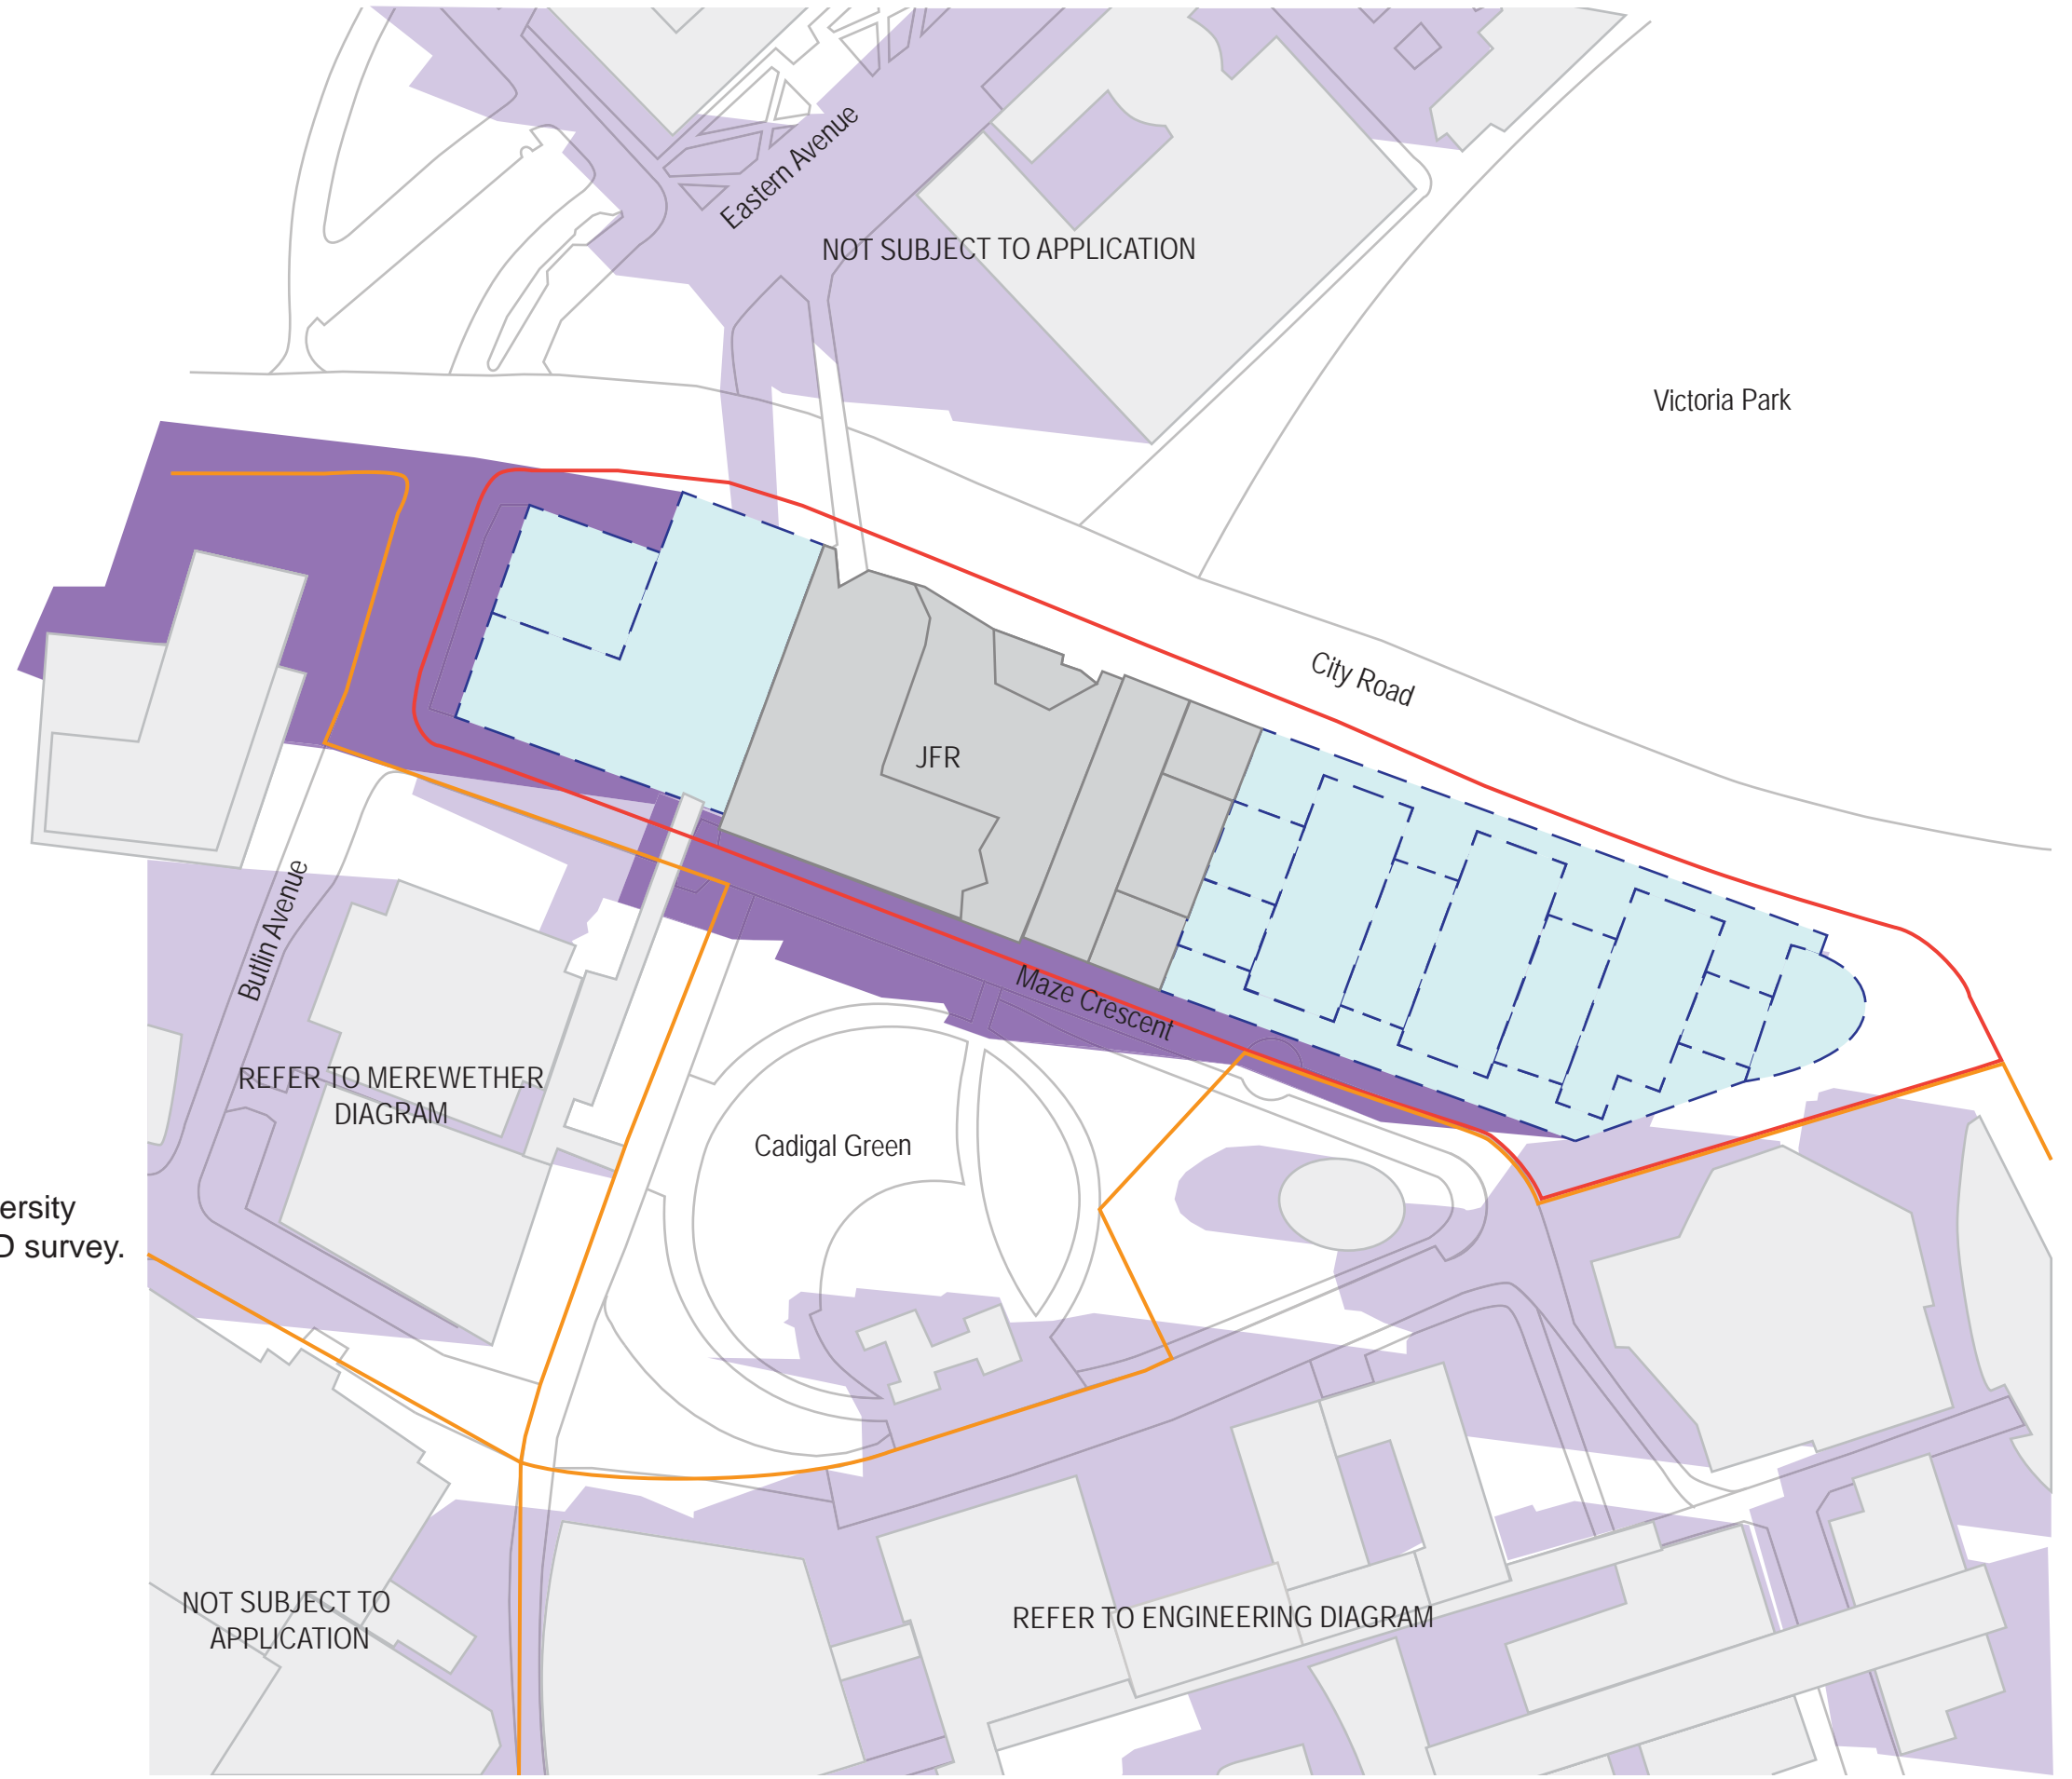 Eastern Avenue
NOT SUBJECT TO APPLICATION
Victoria Park
City Road
JFR
Butlin Avenue
Maze Crescent
REFER TO MEREWETHER
DIAGRAM
Cadigal Green
ersity
D survey.
NOT SUBJECT TO
APPLICATION
REFER TO ENGINEERING DIAGRAM